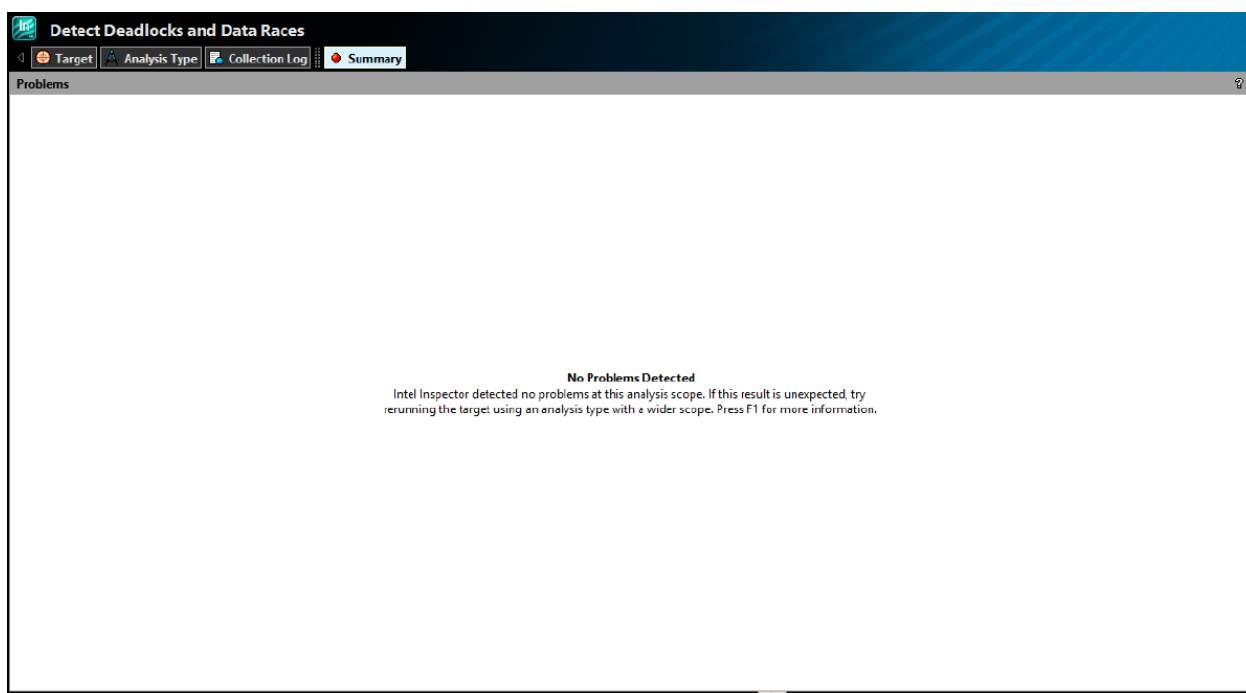 Detect Deadlocks and Data Races
Target Analysis Type Collection Log Summary
Problems ?
No Problems Detected
Intel Inspector detected no problems at this analysis scope. If this result is unexpected, try
rerunning the target using an analysis type with a wider scope. Press F1 for more information.